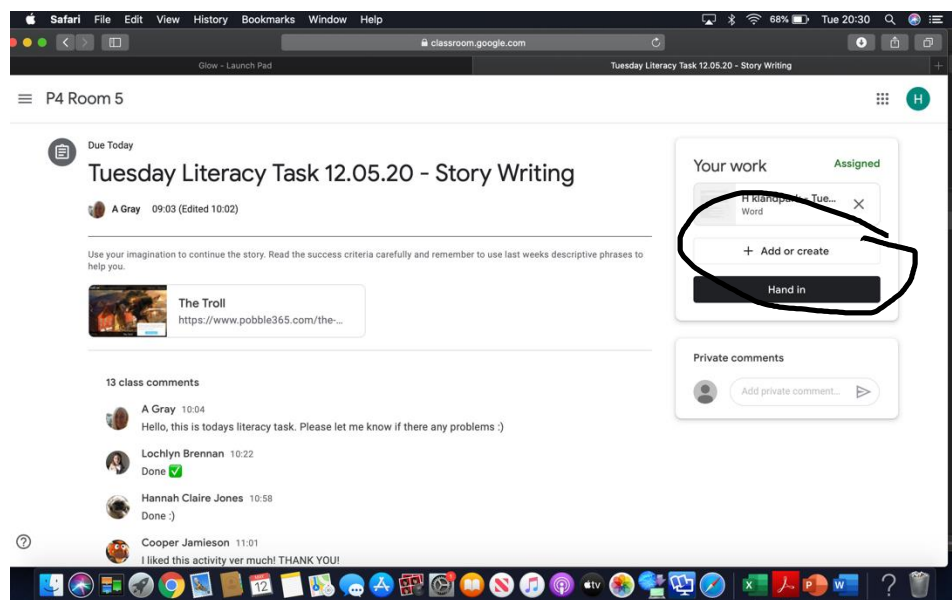 Safari File Edit View History Bookmarks Window Help 68% Tue 20:30
classroom.google.com
Glow - Launch Pad Tuesday Literacy Task 12.05.20 - Story Writing
P4 Room 5 H
Due Today
Tuesday Literacy Task 12.05.20 - Story Writing
A Gray 09:03 (Edited 10:02)
Use your imagination to continue the story. Read the success criteria carefully and remember to use last weeks descriptive phrases to
help you.
The Troll
https://www.pobble365.com/the-...
13 class comments
A Gray 10:04
Hello, this is todays literacy task. Please let me know if there any problems :)
Lochlyn Brennan 10:22
Done ✅
Hannah Claire Jones 10:58
Done :)
Cooper Jamieson 11:01
I liked this activity ver much! THANK YOU!
Your work Assigned
Tue...
Word
+ Add or create
Hand in
Private comments
Add private comment...
MAY
12
tv
X
P
W
?